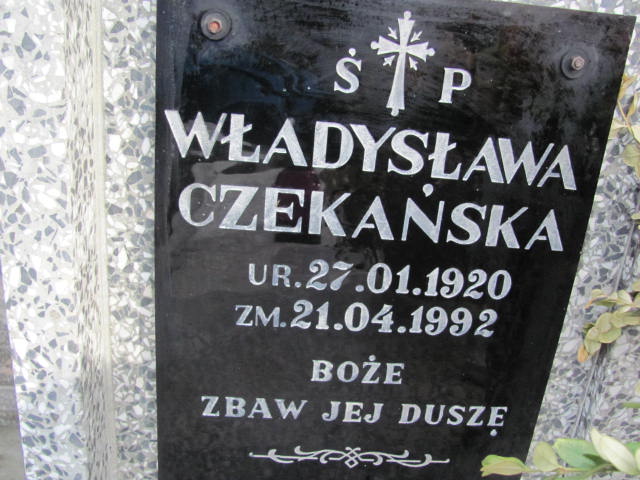 Ś P
WŁADYSŁAWA
CZEKAŃSKA
UR. 27.01.1920
ZM. 21.04.1992
BOŻE
ZBAW JEJ DUSZĘ